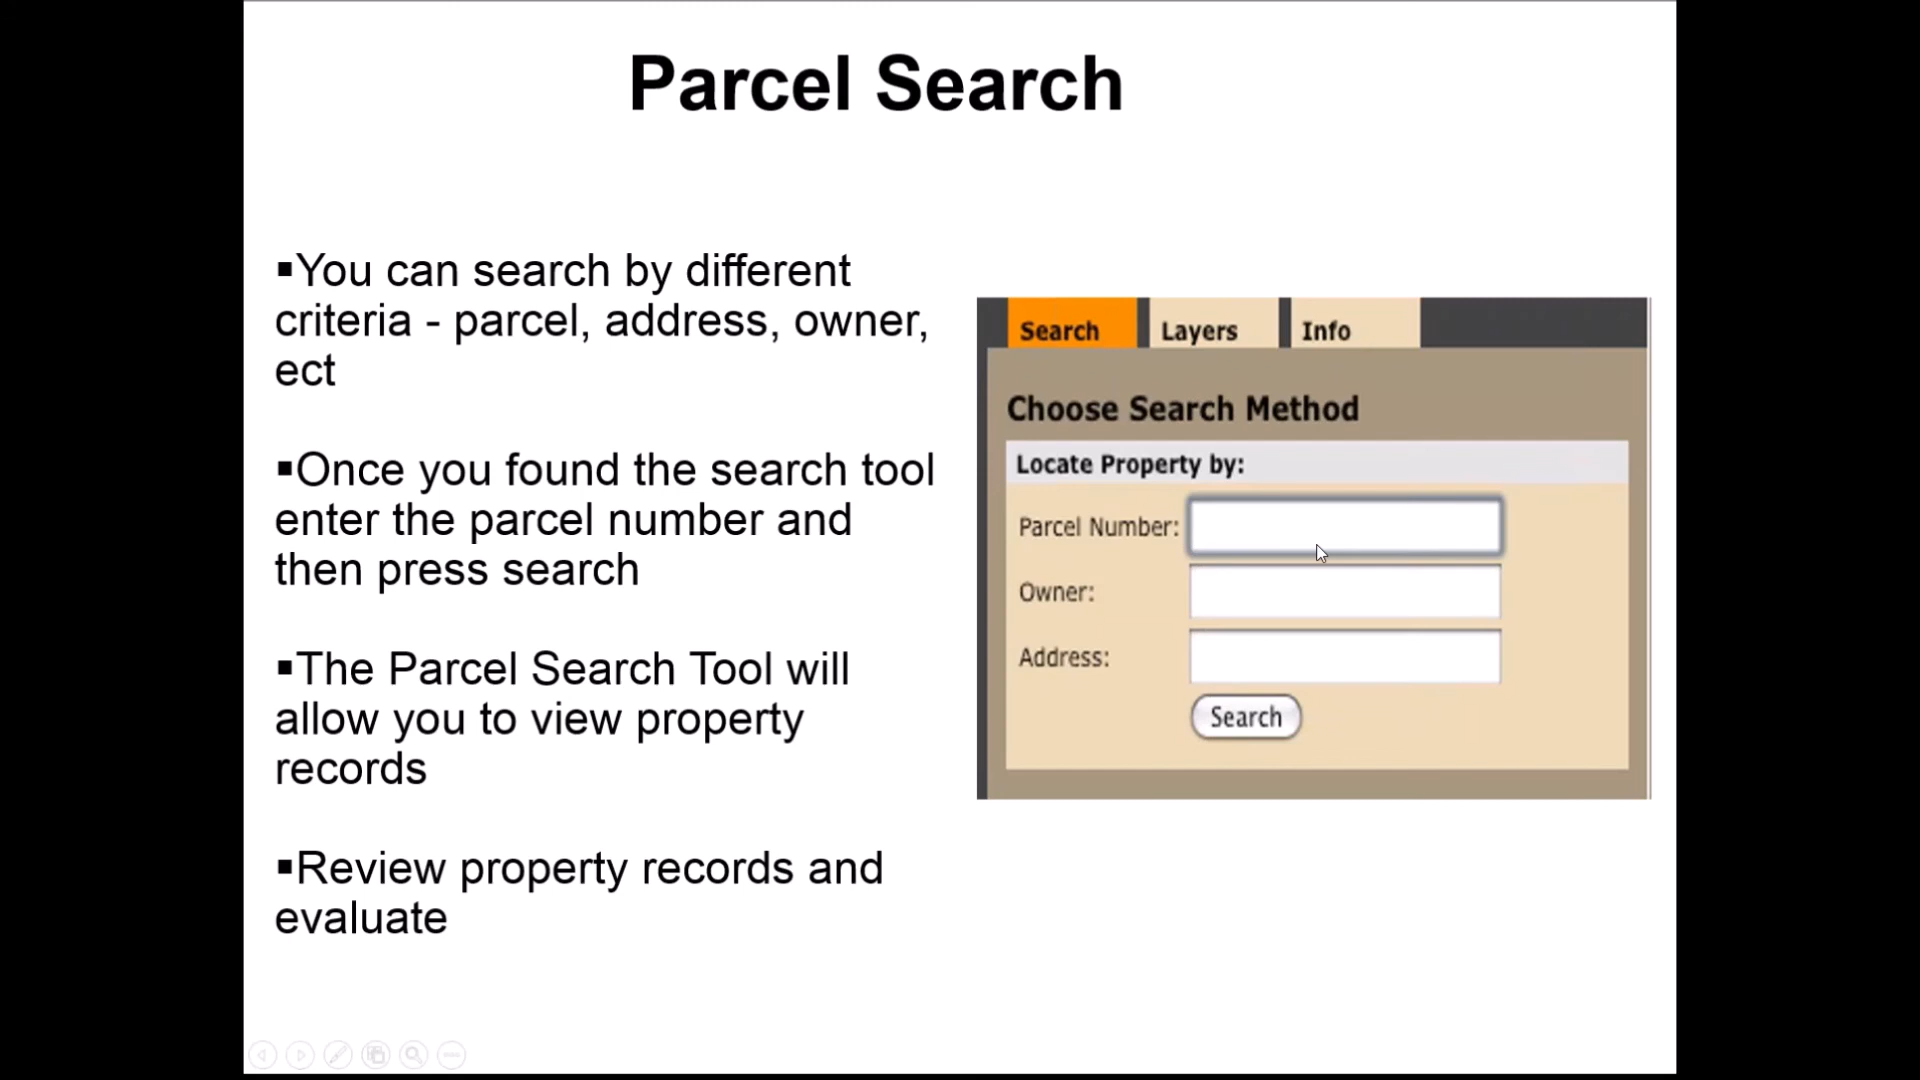 Parcel Search
▪You can search by different
criteria - parcel, address, owner,
ect
▪Once you found the search tool
enter the parcel number and
then press search
▪The Parcel Search Tool will
allow you to view property
records
▪Review property records and
evaluate
Search Layers Info
Choose Search Method
Locate Property by:
Parcel Number:
Owner:
Address:
Search